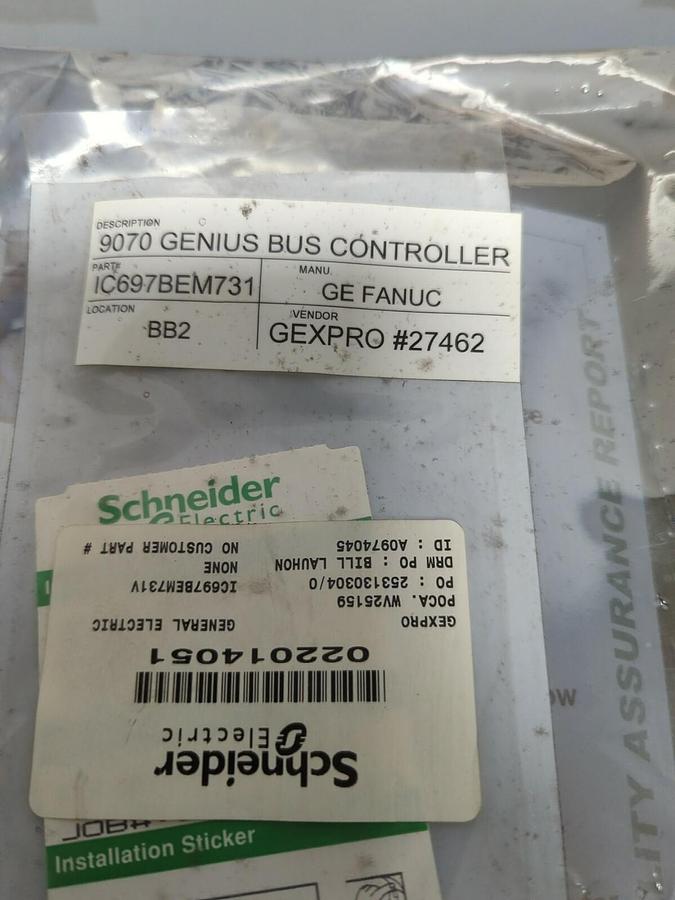 DESCRIPTION
9070 GENIUS BUS CONTROLLER
PART#
IC697BEM731
MANU.
GE FANUC
LOCATION
BB2
VENDOR
GEXPRO #27462
Schneider
Electric
Schneider
Electric
022014051
GEXPRO GENERAL ELECTRIC
POCA. WV25159
PO : 253130304/0 IC697BEM731V
DRM PO : BILL LAUHON NONE
ID : A0974045 NO CUSTOMER PART #
Installation Sticker
LITY ASSURANCE REPORT